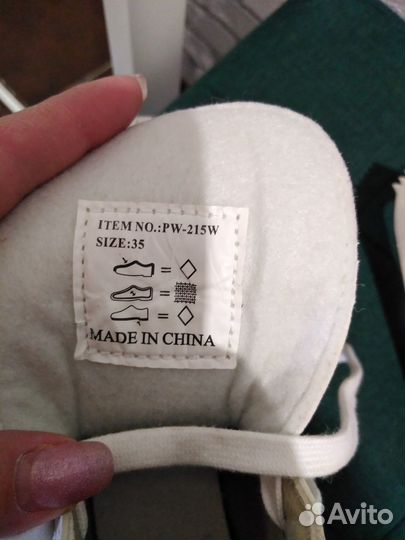 ITEM NO.:PW-215W
SIZE:35
MADE IN CHINA
Avito